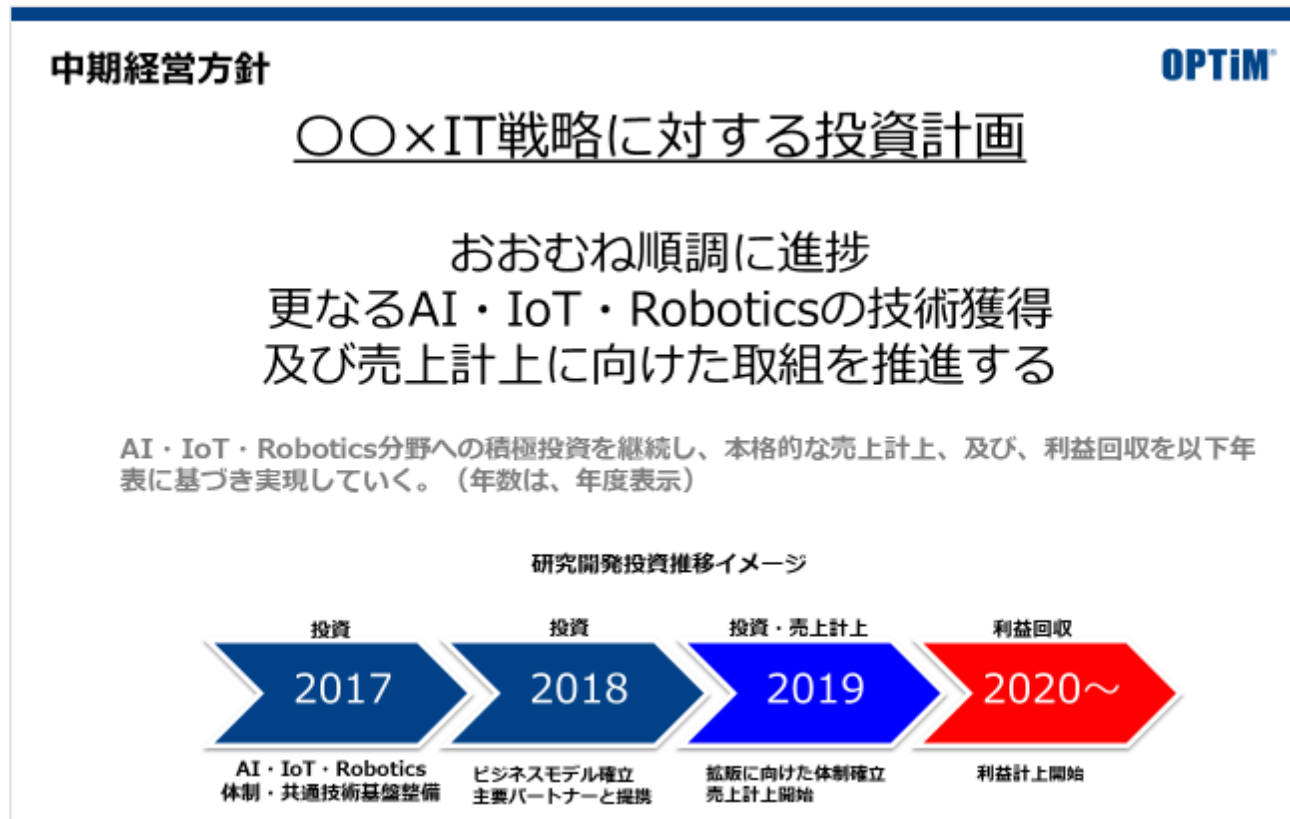 中期経営方針
OPTiM®
〇〇×IT戦略に対する投資計画
おおむね順調に進捗
更なるAI・IoT・Roboticsの技術獲得
及び売上計上に向けた取組を推進する
AI・IoT・Robotics分野への積極投資を継続し、本格的な売上計上、及び、利益回収を以下年
表に基づき実現していく。（年数は、年度表示）
研究開発投資推移イメージ
投資
投資
投資・売上計上
利益回収
2017
2018
2019
2020～
AI・IoT・Robotics
体制・共通技術基盤整備
ビジネスモデル確立
主要パートナーと提携
拡販に向けた体制確立
売上計上開始
利益計上開始